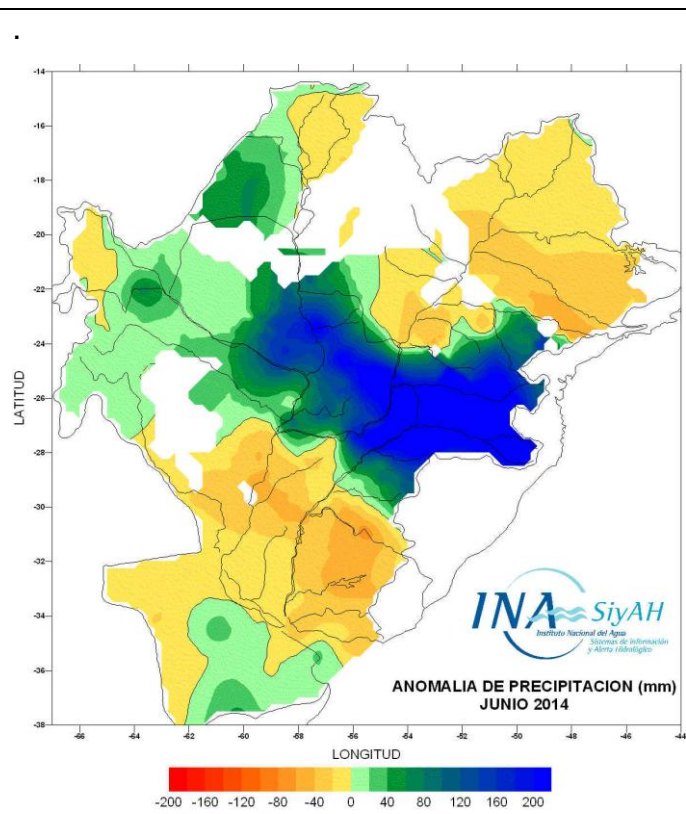 .
-14
-16
-18
-20
-22
-24
-26
-28
-30
-32
-34
-36
-38
LATITUD
-66 -64 -62 -60 -58 -56 -54 -52 -50 -48 -46 -44
LONGITUD
INA SiyAH
Instituto Nacional del Agua
Sistemas de Información
y Alerta Hidrológico
ANOMALIA DE PRECIPITACION (mm)
JUNIO 2014
-200 -160 -120 -80 -40 0 40 80 120 160 200